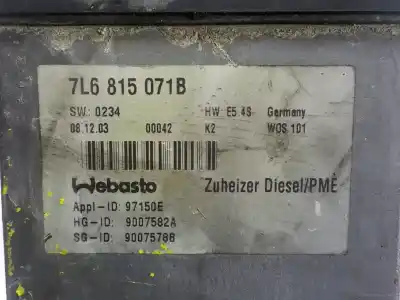 7L6 815 071B
SW: 0234 HW E5.4S Germany
08.12.03 00042 K2 WOS 101
Webasto Zuheizer Diesel/PME
Appl-ID: 97150E
HG-ID: 9007582A
SG-ID: 9007578B